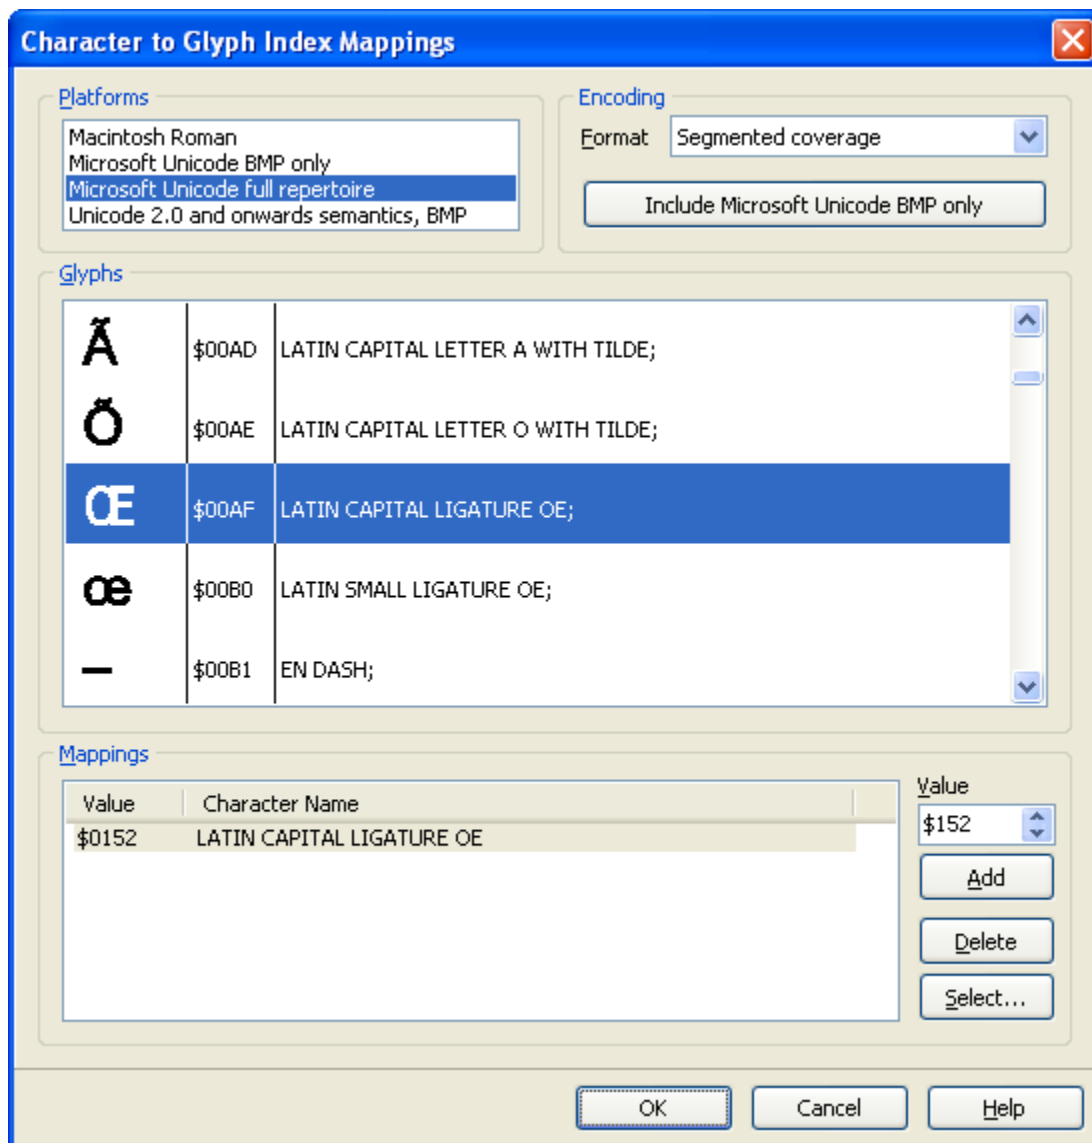 Character to Glyph Index Mappings
Platforms
Macintosh Roman
Microsoft Unicode BMP only
Microsoft Unicode full repertoire
Unicode 2.0 and onwards semantics, BMP
Encoding
Format Segmented coverage
Include Microsoft Unicode BMP only
Glyphs
Ã $00AD LATIN CAPITAL LETTER A WITH TILDE;
Õ $00AE LATIN CAPITAL LETTER O WITH TILDE;
Œ $00AF LATIN CAPITAL LIGATURE OE;
œ $00B0 LATIN SMALL LIGATURE OE;
– $00B1 EN DASH;
Mappings
Value Character Name
$0152 LATIN CAPITAL LIGATURE OE
Value
$152
Add
Delete
Select...
OK Cancel Help